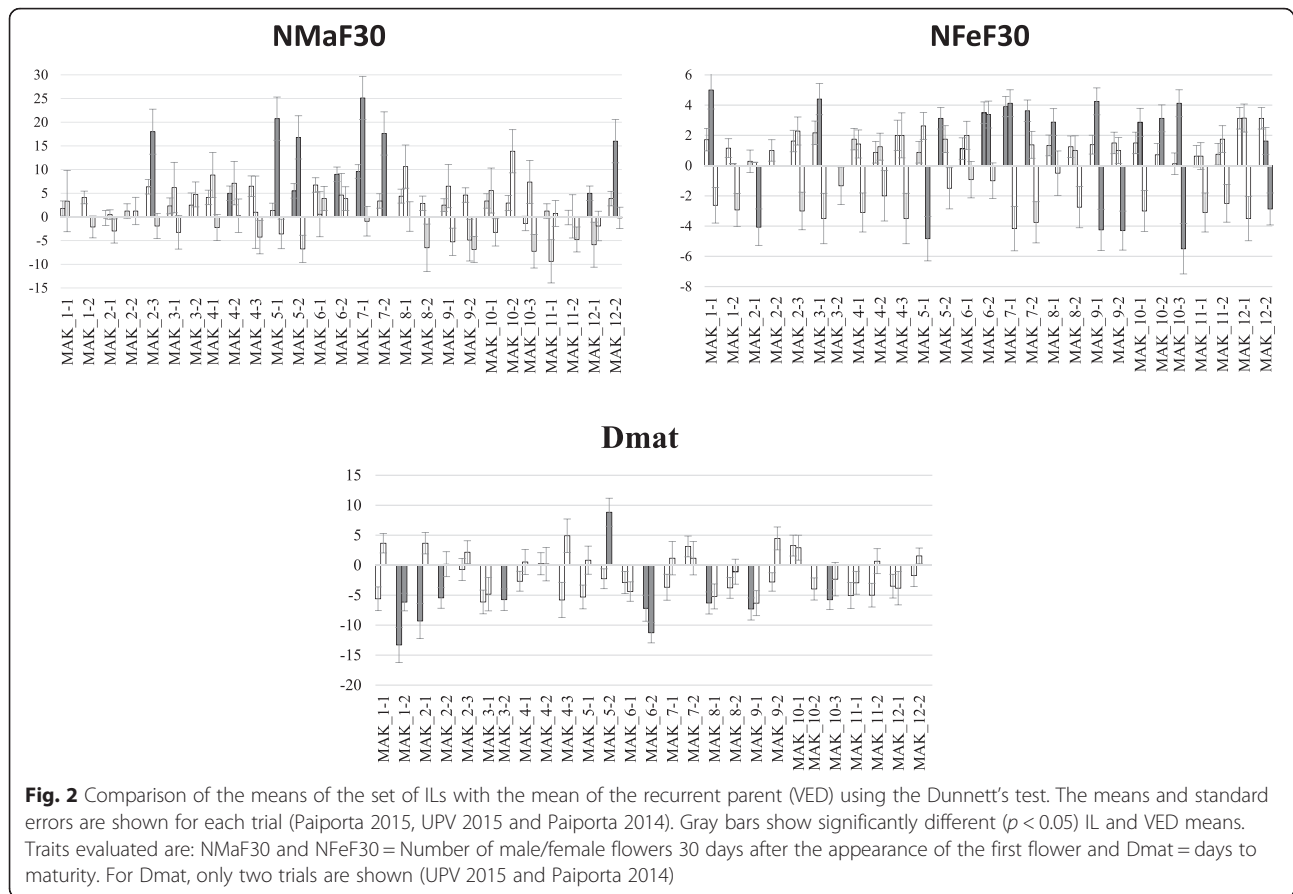 NMaF30
30
25
20
15
10
5
0
-5
-10
-15
MAK_1-1
MAK_1-2
MAK_2-1
MAK_2-2
MAK_2-3
MAK_3-1
MAK_3-2
MAK_4-1
MAK_4-2
MAK_4-3
MAK_5-1
MAK_5-2
MAK_6-1
MAK_6-2
MAK_7-1
MAK_7-2
MAK_8-1
MAK_8-2
MAK_9-1
MAK_9-2
MAK_10-1
MAK_10-2
MAK_10-3
MAK_11-1
MAK_11-2
MAK_12-1
MAK_12-2
NFeF30
6
4
2
0
-2
-4
-6
-8
MAK_1-1
MAK_1-2
MAK_2-1
MAK_2-2
MAK_2-3
MAK_3-1
MAK_3-2
MAK_4-1
MAK_4-2
MAK_4-3
MAK_5-1
MAK_5-2
MAK_6-1
MAK_6-2
MAK_7-1
MAK_7-2
MAK_8-1
MAK_8-2
MAK_9-1
MAK_9-2
MAK_10-1
MAK_10-2
MAK_10-3
MAK_11-1
MAK_11-2
MAK_12-1
MAK_12-2
Dmat
15
10
5
0
-5
-10
-15
-20
MAK_1-1
MAK_1-2
MAK_2-1
MAK_2-2
MAK_2-3
MAK_3-1
MAK_3-2
MAK_4-1
MAK_4-2
MAK_4-3
MAK_5-1
MAK_5-2
MAK_6-1
MAK_6-2
MAK_7-1
MAK_7-2
MAK_8-1
MAK_8-2
MAK_9-1
MAK_9-2
MAK_10-1
MAK_10-2
MAK_10-3
MAK_11-1
MAK_11-2
MAK_12-1
MAK_12-2
Fig. 2 Comparison of the means of the set of ILs with the mean of the recurrent parent (VED) using the Dunnett's test. The means and standard
errors are shown for each trial (Paiporta 2015, UPV 2015 and Paiporta 2014). Gray bars show significantly different (p < 0.05) IL and VED means.
Traits evaluated are: NMaF30 and NFeF30 = Number of male/female flowers 30 days after the appearance of the first flower and Dmat = days to
maturity. For Dmat, only two trials are shown (UPV 2015 and Paiporta 2014)